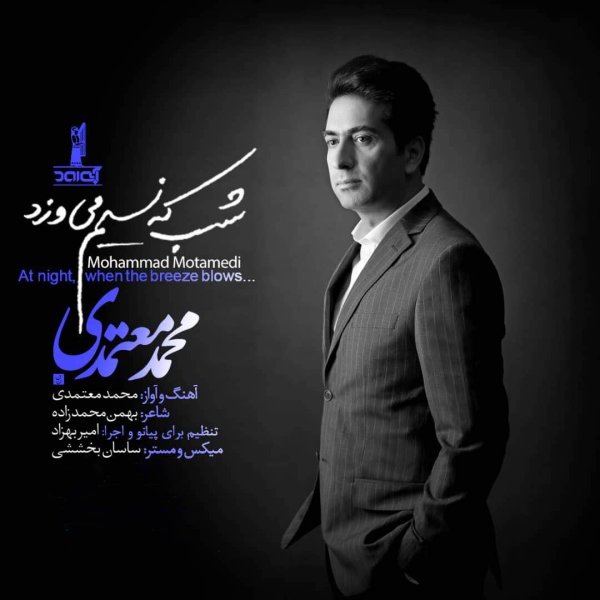 شب که نسیم می وزد
Mohammad Motamedi
At night, when the breeze blows...
محمد معتمدی
آهنگ و آواز: محمد معتمدی
شاعر: بهمن محمدزاده
تنظیم برای پیانو و اجرا: امیر بهزاد
میکس و مستر: ساسان بخششی